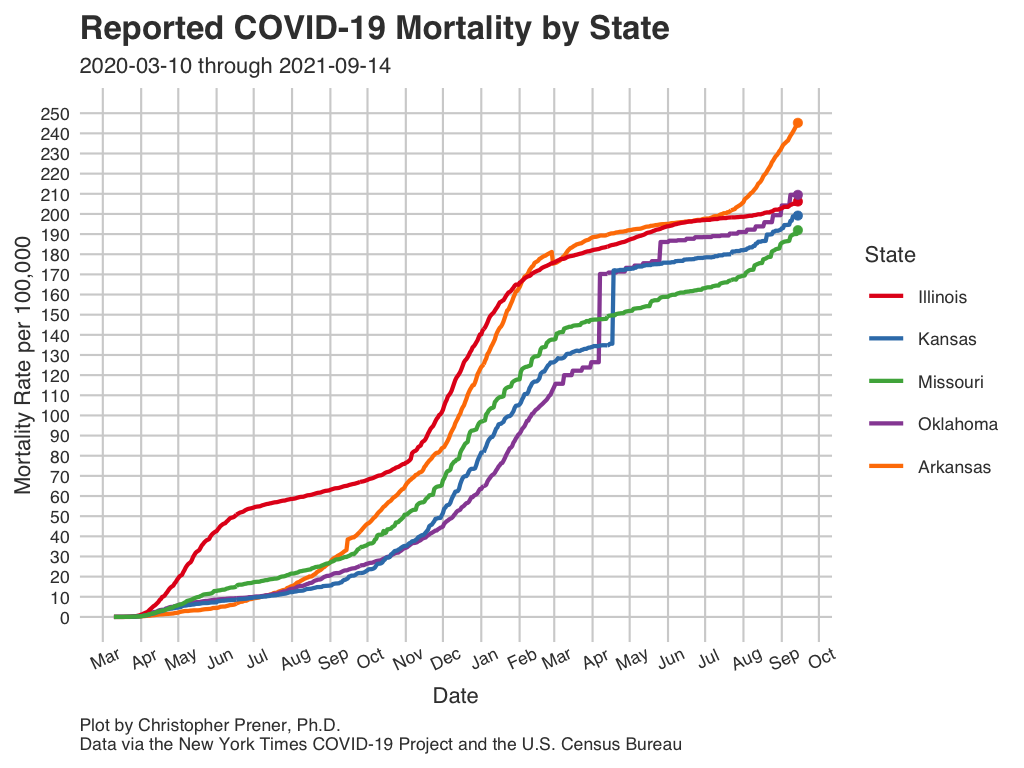 Reported COVID-19 Mortality by State
2020-03-10 through 2021-09-14
Mortality Rate per 100,000
250
240
230
220
210
200
190
180
170
160
150
140
130
120
110
100
90
80
70
60
50
40
30
20
10
0
Mar Apr May Jun Jul Aug Sep Oct Nov Dec Jan Feb Mar Apr May Jun Jul Aug Sep Oct
Date
State
Illinois
Kansas
Missouri
Oklahoma
Arkansas
Plot by Christopher Prener, Ph.D.
Data via the New York Times COVID-19 Project and the U.S. Census Bureau